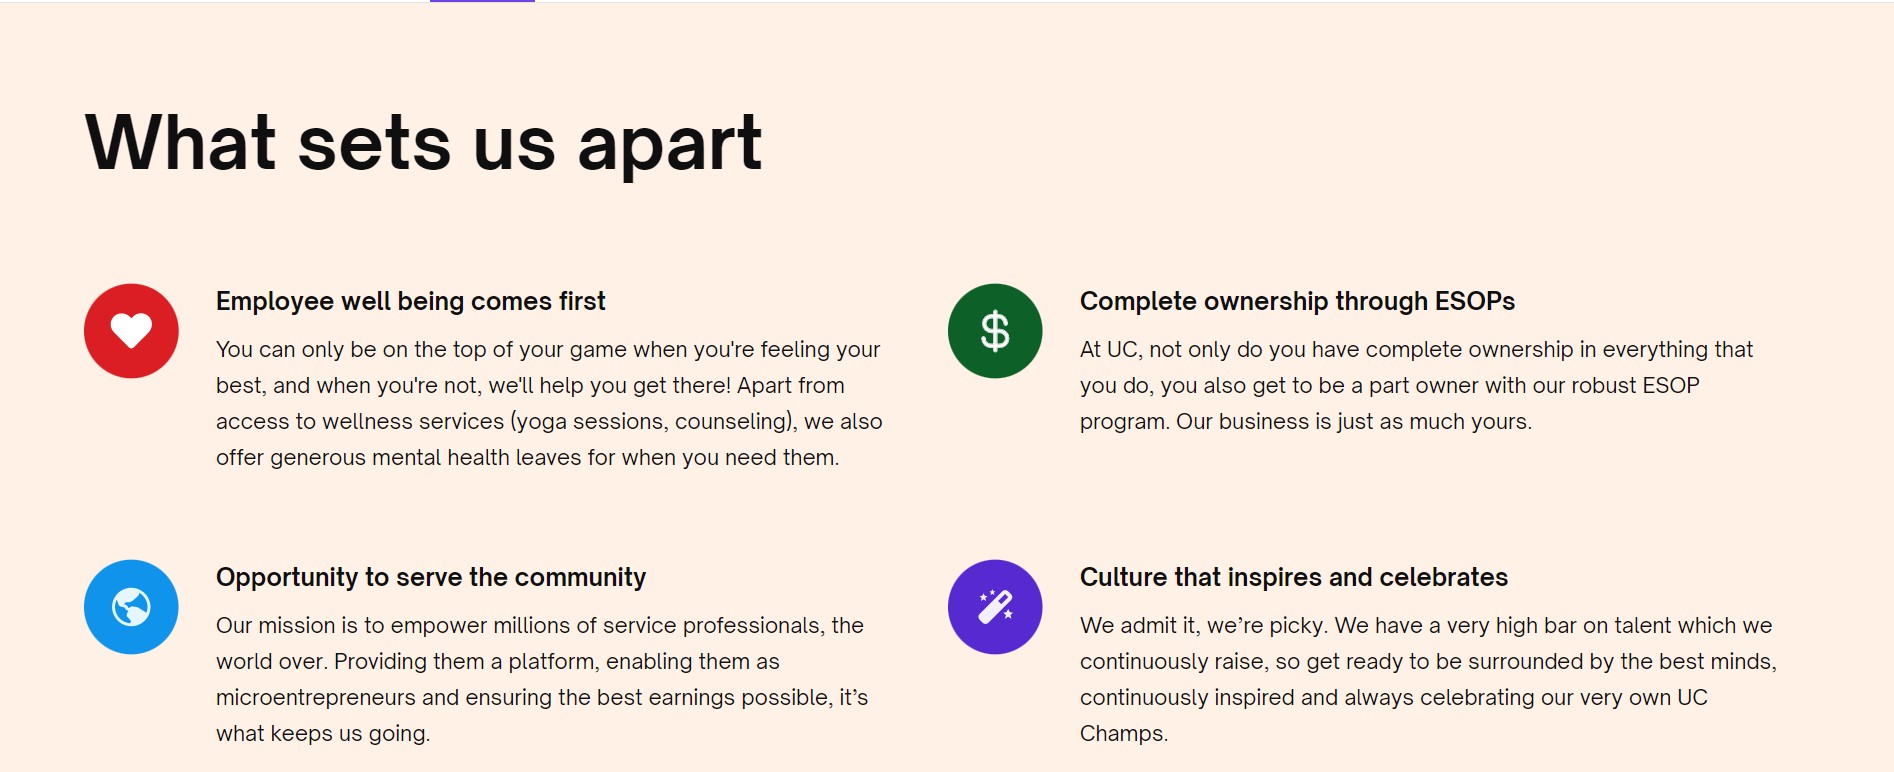 What sets us apart
Employee well being comes first
You can only be on the top of your game when you're feeling your
best, and when you're not, we'll help you get there! Apart from
access to wellness services (yoga sessions, counseling), we also
offer generous mental health leaves for when you need them.
Complete ownership through ESOPs
At UC, not only do you have complete ownership in everything that
you do, you also get to be a part owner with our robust ESOP
program. Our business is just as much yours.
Opportunity to serve the community
Our mission is to empower millions of service professionals, the
world over. Providing them a platform, enabling them as
microentrepreneurs and ensuring the best earnings possible, it’s
what keeps us going.
Culture that inspires and celebrates
We admit it, we’re picky. We have a very high bar on talent which we
continuously raise, so get ready to be surrounded by the best minds,
continuously inspired and always celebrating our very own UC
Champs.